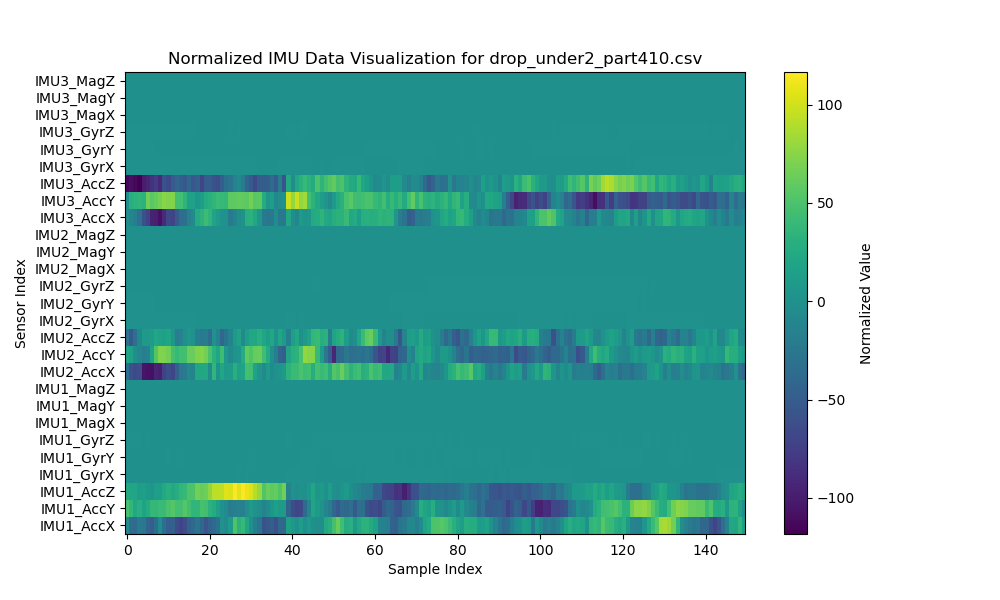 Normalized IMU Data Visualization for drop_under2_part410.csv
Sensor Index
IMU3_MagZ
IMU3_MagY
IMU3_MagX
IMU3_GyrZ
IMU3_GyrY
IMU3_GyrX
IMU3_AccZ
IMU3_AccY
IMU3_AccX
IMU2_MagZ
IMU2_MagY
IMU2_MagX
IMU2_GyrZ
IMU2_GyrY
IMU2_GyrX
IMU2_AccZ
IMU2_AccY
IMU2_AccX
IMU1_MagZ
IMU1_MagY
IMU1_MagX
IMU1_GyrZ
IMU1_GyrY
IMU1_GyrX
IMU1_AccZ
IMU1_AccY
IMU1_AccX
0 20 40 60 80 100 120 140
Sample Index
100
50
0
−50
−100
Normalized Value